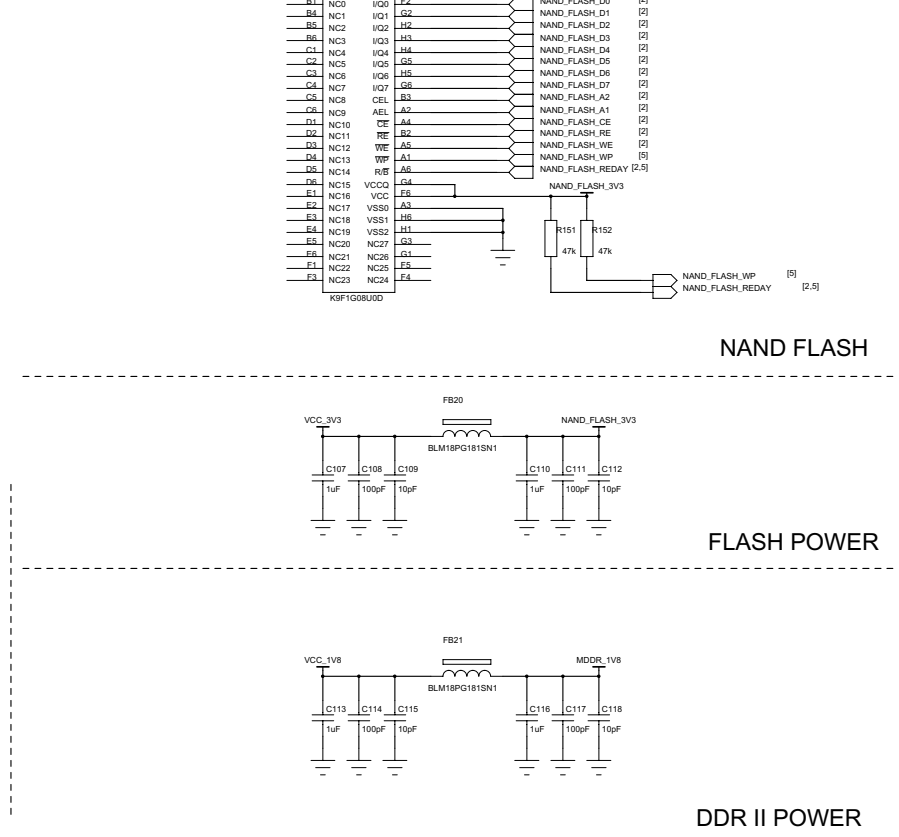 B1 NC0 I/Q0 F2 NAND_FLASH_D0 [2]
B4 NC1 I/Q1 G2 NAND_FLASH_D1 [2]
B5 NC2 I/Q2 H2 NAND_FLASH_D2 [2]
B6 NC3 I/Q3 H3 NAND_FLASH_D3 [2]
C1 NC4 I/Q4 H4 NAND_FLASH_D4 [2]
C2 NC5 I/Q5 G5 NAND_FLASH_D5 [2]
C3 NC6 I/Q6 H5 NAND_FLASH_D6 [2]
C4 NC7 I/Q7 G6 NAND_FLASH_D7 [2]
C5 NC8 CEL B3 NAND_FLASH_A2 [2]
C6 NC9 AEL A2 NAND_FLASH_A1 [2]
D1 NC10 CE A4 NAND_FLASH_CE [2]
D2 NC11 RE B2 NAND_FLASH_RE [2]
D3 NC12 WE A5 NAND_FLASH_WE [2]
D4 NC13 WP A1 NAND_FLASH_WP [5]
D5 NC14 R/B A6 NAND_FLASH_REDAY [2,5]
D6 NC15 VCCQ G4 NAND_FLASH_3V3
E1 NC16 VCC F6
E2 NC17 VSS0 A3
E3 NC18 VSS1 H6
E4 NC19 VSS2 H1 R151 R152
E5 NC20 NC27 G3 47k 47k
E6 NC21 NC26 G1
F1 NC22 NC25 F5 NAND_FLASH_WP [5]
F3 NC23 NC24 F4 NAND_FLASH_REDAY [2,5]
K9F1G08U0D
NAND FLASH
FB20
VCC_3V3 NAND_FLASH_3V3
BLM18PG181SN1
C107 C108 C109 C110 C111 C112
1uF 100pF 10pF 1uF 100pF 10pF
FLASH POWER
FB21
VCC_1V8 MDDR_1V8
BLM18PG181SN1
C113 C114 C115 C116 C117 C118
1uF 100pF 10pF 1uF 100pF 10pF
DDR II POWER